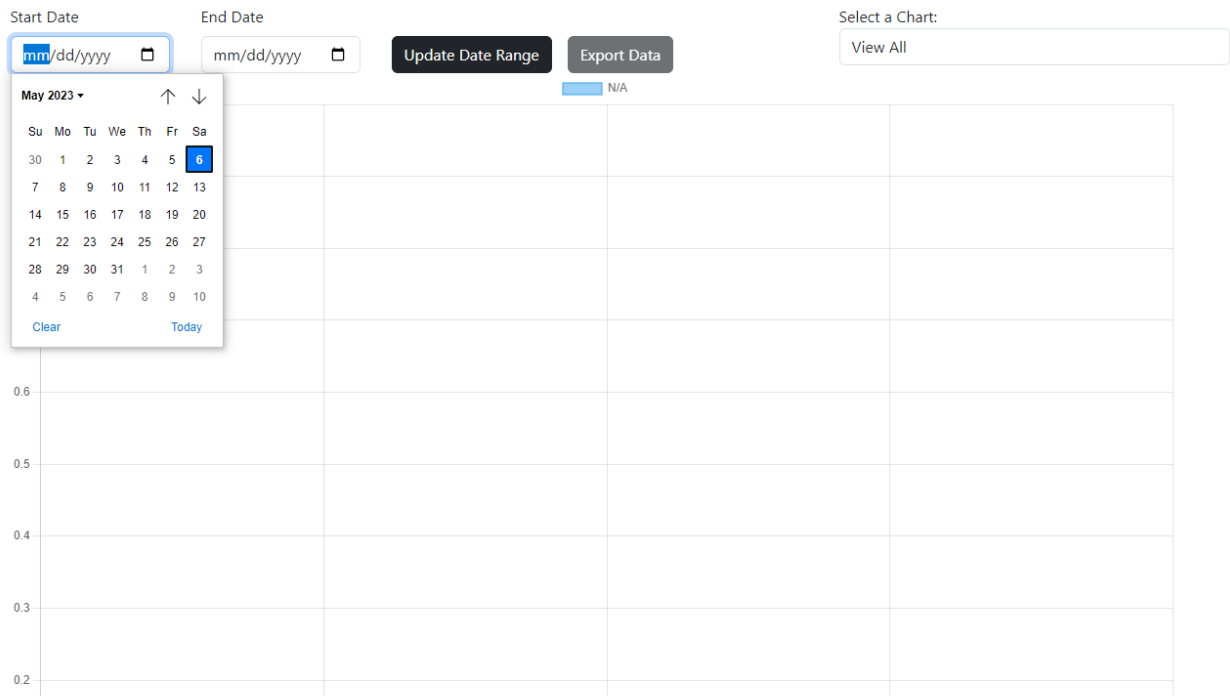 Start Date End Date Select a Chart:
mm/dd/yyyy mm/dd/yyyy Update Date Range Export Data View All
N/A
May 2023
Su Mo Tu We Th Fr Sa
30 1 2 3 4 5 6
7 8 9 10 11 12 13
14 15 16 17 18 19 20
21 22 23 24 25 26 27
28 29 30 31 1 2 3
4 5 6 7 8 9 10
Clear Today
0.6
0.5
0.4
0.3
0.2